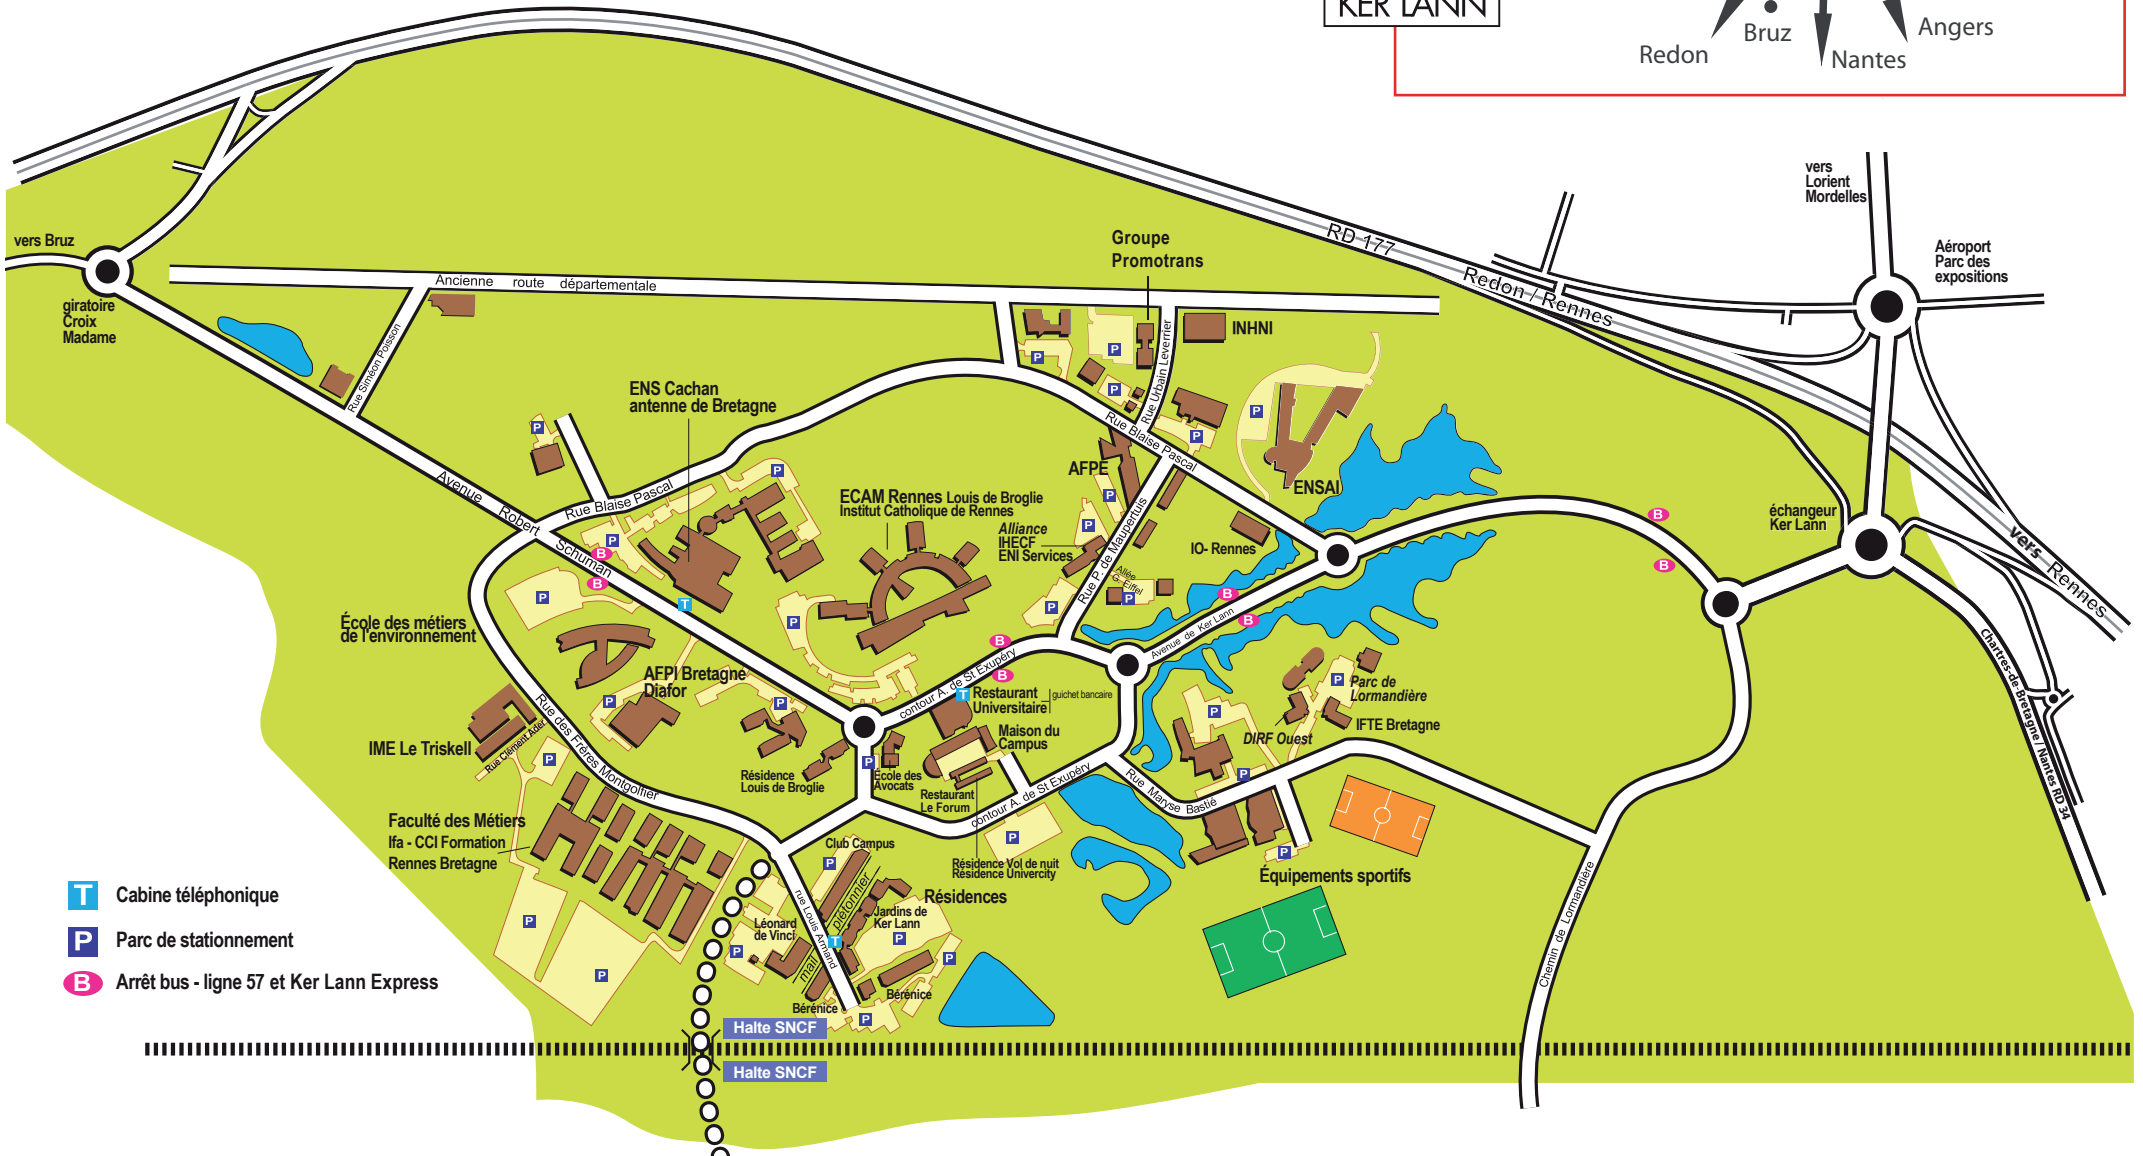 KER LANN
Redon
Bruz
Nantes
Angers
vers
Lorient
Mordelles
Aéroport
Parc des
expositions
vers Bruz
giratoire
Croix
Madame
RD 177
Redon / Rennes
Groupe
Promotrans
Ancienne route départementale
INHNI
Rue Siméon Poisson
Rue Urbain Leverrier
ENS Cachan
antenne de Bretagne
Rue Blaise Pascal
AFPE
ENSAI
Avenue Robert Schuman
Rue Blaise Pascal
ECAM Rennes Louis de Broglie
Institut Catholique de Rennes
Alliance
IHECF
ENI Services
Rue P. de Maupertuis
IO- Rennes
Allée
G. Eiffel
échangeur
Ker Lann
vers Rennes
École des métiers
de l'environnement
Avenue de Ker Lann
AFPI Bretagne
Diafor
contour A. de St Exupéry
Restaurant
Universitaire
guichet bancaire
Parc de
Lormandière
IFTE Bretagne
DIRF Ouest
Chartres-de-Bretagne / Nantes RD 34
IME Le Triskell
Rue Clément Ader
Rue des Frères Montgolfier
Maison du
Campus
Résidence
Louis de Broglie
École des
Avocats
Restaurant
Le Forum
contour A. de St Exupéry
Rue Maryse Bastié
Faculté des Métiers
Ifa - CCI Formation
Rennes Bretagne
Club Campus
Résidence Vol de nuit
Résidence Univercity
Équipements sportifs
Résidences
rue Louis Armand
mail piétonnier
Jardins de
Ker Lann
Léonard
de Vinci
Bérénice
Bérénice
Chemin de Lormandière
T Cabine téléphonique
P Parc de stationnement
B Arrêt bus - ligne 57 et Ker Lann Express
Halte SNCF
Halte SNCF